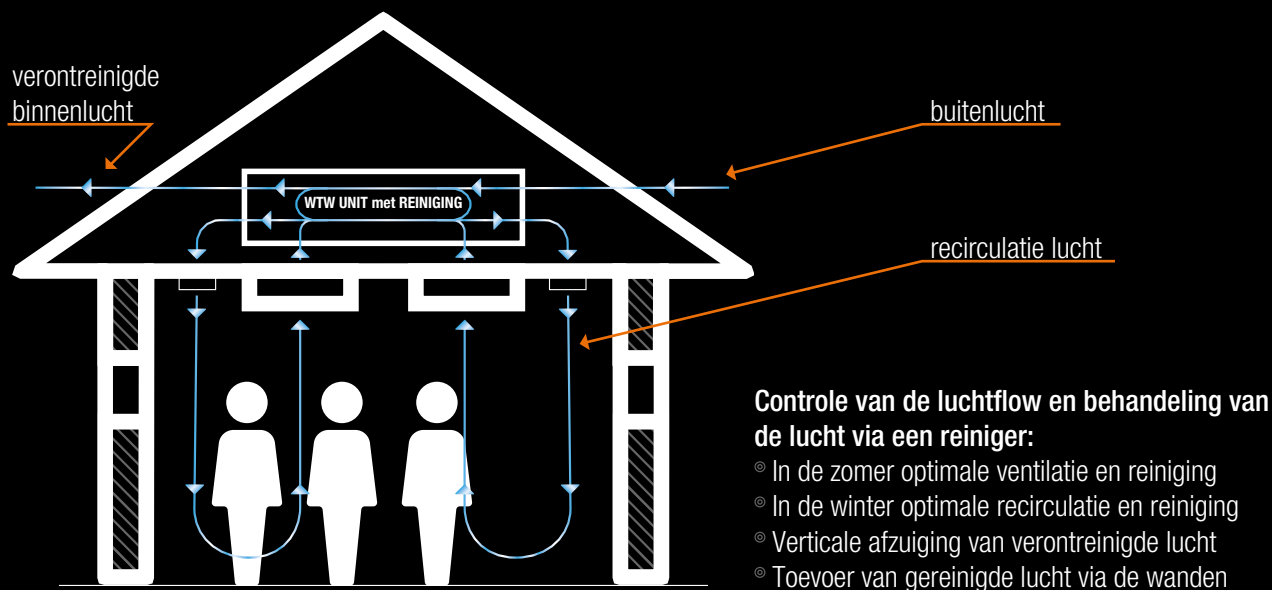 verontreinigde
binnenlucht
buitenlucht
WTW UNIT met REINIGING
recirculatie lucht
Controle van de luchtflow en behandeling van
de lucht via een reiniger:
◎ In de zomer optimale ventilatie en reiniging
◎ In de winter optimale recirculatie en reiniging
◎ Verticale afzuiging van verontreinigde lucht
◎ Toevoer van gereinigde lucht via de wanden